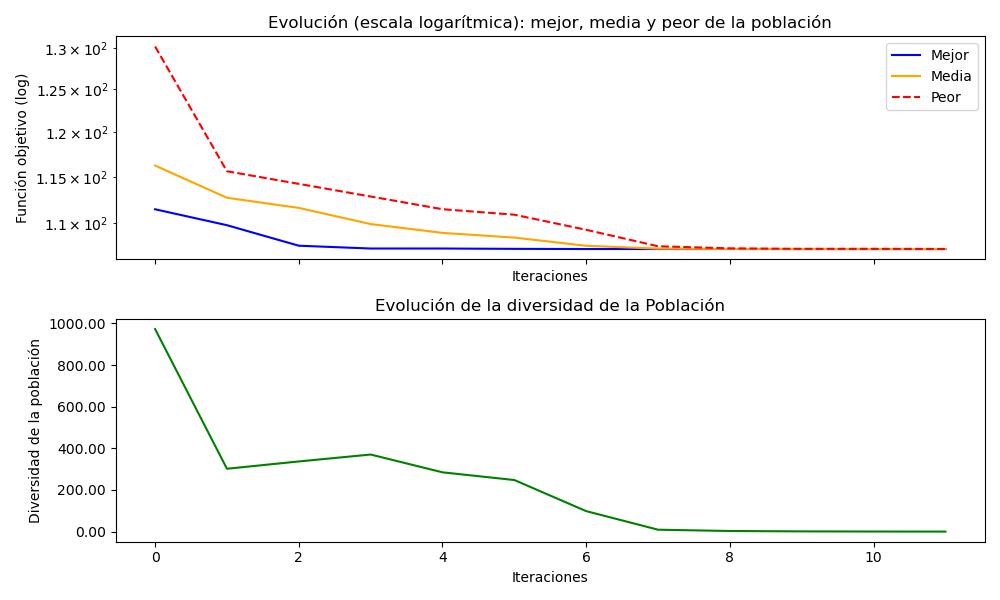 Evolución (escala logarítmica): mejor, media y peor de la población
1.3 × 10²
1.25 × 10²
1.2 × 10²
1.15 × 10²
1.1 × 10²
Función objetivo (log)
Mejor
Media
Peor
Iteraciones
Evolución de la diversidad de la Población
1000.00
800.00
600.00
400.00
200.00
0.00
Diversidad de la población
0 2 4 6 8 10
Iteraciones